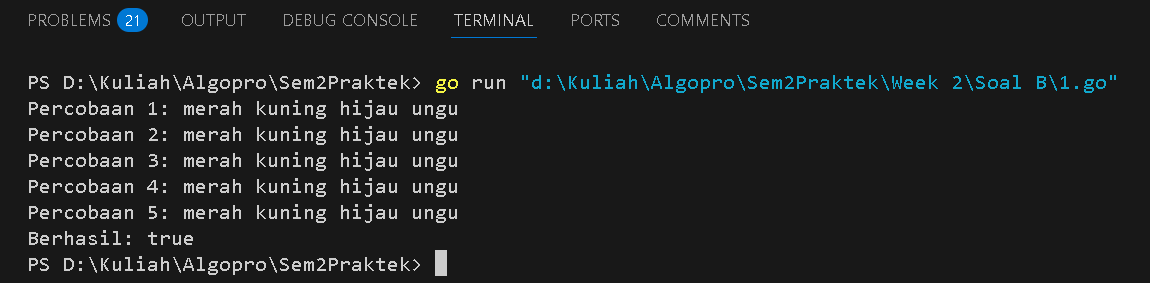 PROBLEMS 21 OUTPUT DEBUG CONSOLE TERMINAL PORTS COMMENTS
PS D:\Kuliah\Algopro\Sem2Praktek> go run "d:\Kuliah\Algopro\Sem2Praktek\Week 2\Soal B\1.go"
Percobaan 1: merah kuning hijau ungu
Percobaan 2: merah kuning hijau ungu
Percobaan 3: merah kuning hijau ungu
Percobaan 4: merah kuning hijau ungu
Percobaan 5: merah kuning hijau ungu
Berhasil: true
PS D:\Kuliah\Algopro\Sem2Praktek>